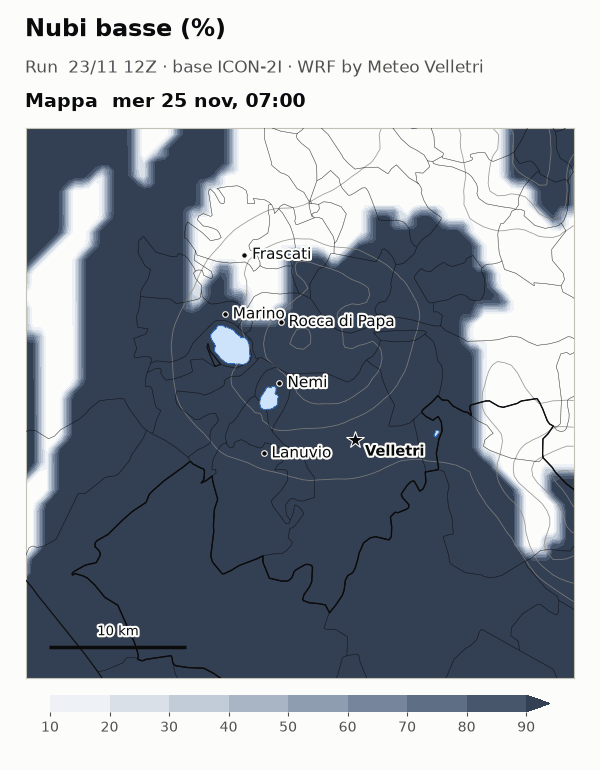 Nubi basse (%)
Run  23/11 12Z · base ICON-2I · WRF by Meteo Velletri
Mappa  mer 25 nov, 07:00
Frascati
Marino
Rocca di Papa
Nemi
Lanuvio
Velletri
10 km
10 20 30 40 50 60 70 80 90